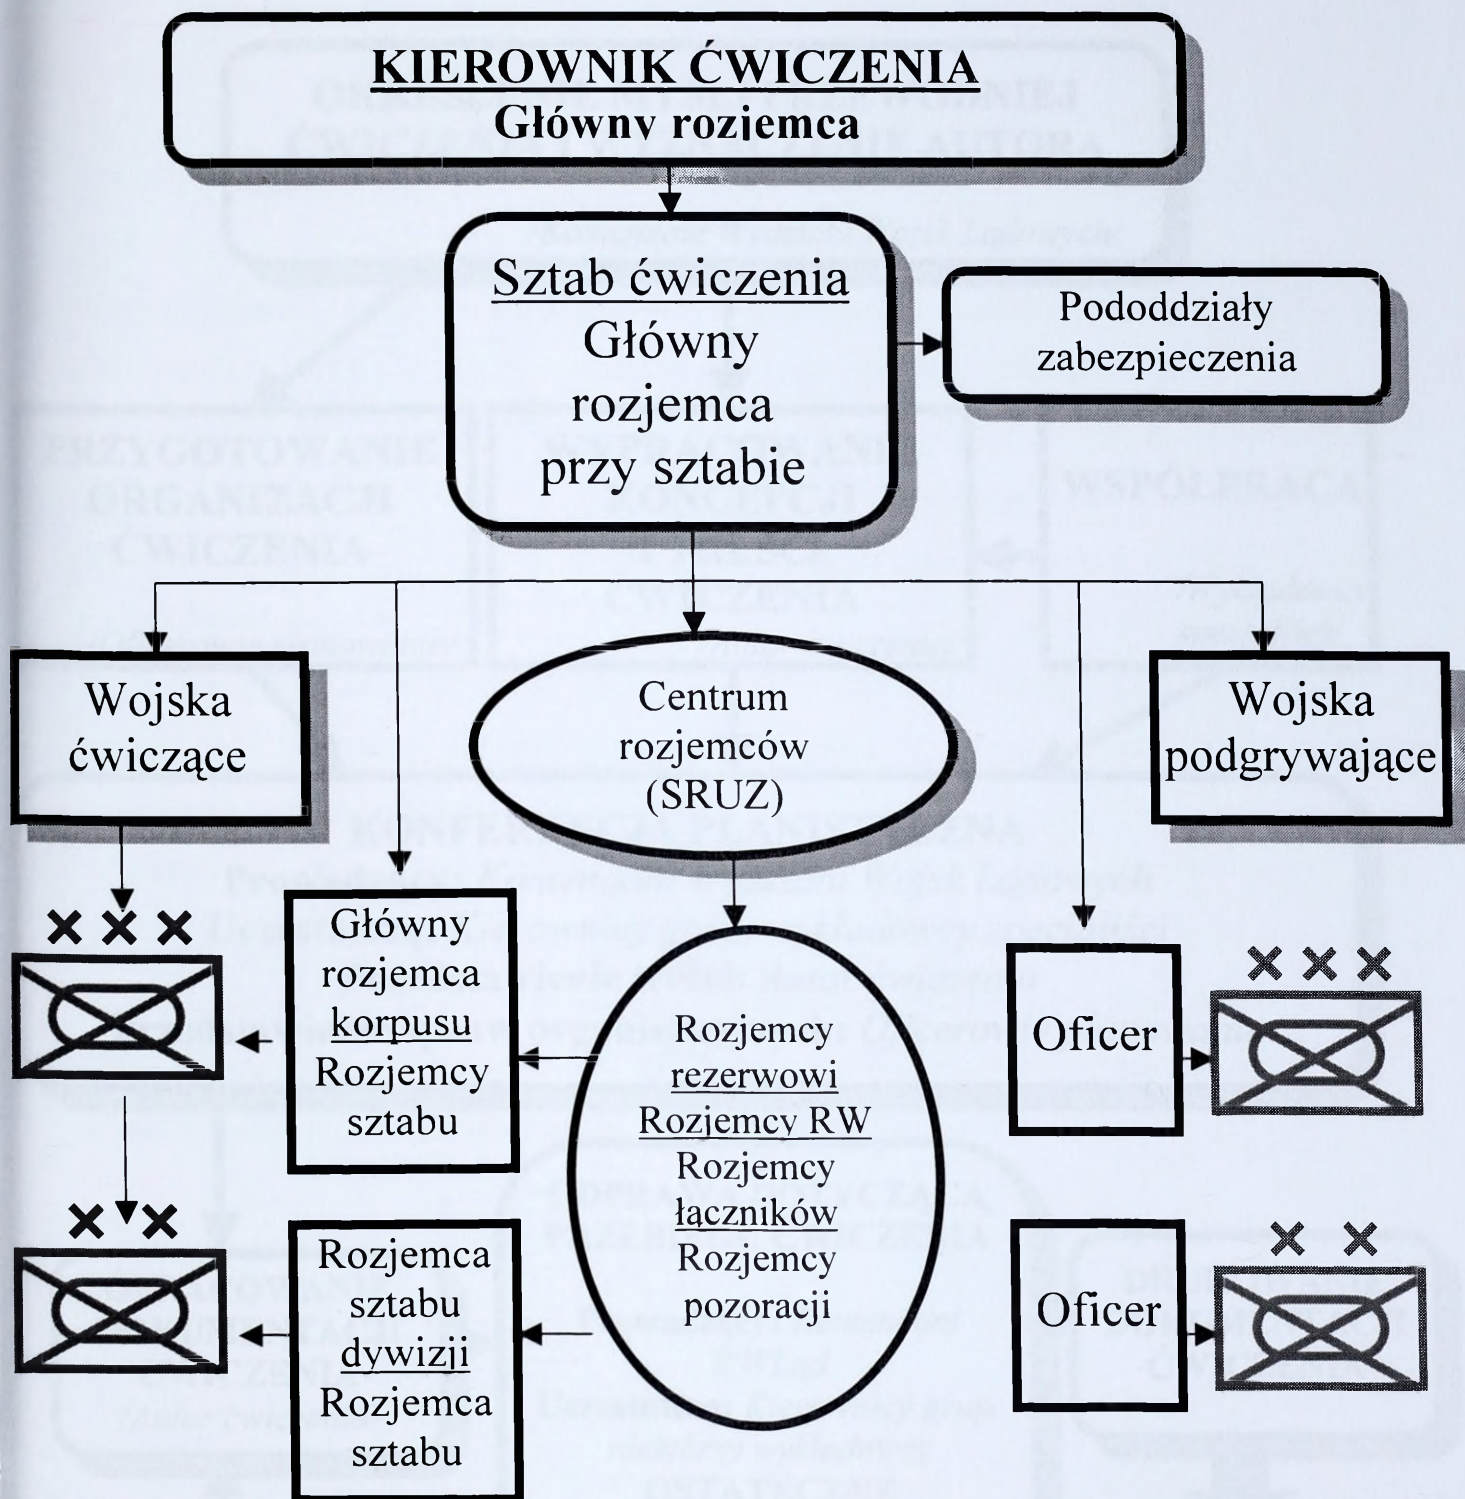 KIEROWNIK ĆWICZENIA
Główny rozjemca
Sztab ćwiczenia
Główny
rozjemca
przy sztabie
Pododdziały
zabezpieczenia
Wojska
ćwiczące
Centrum
rozjemców
(SRUZ)
Wojska
podgrywające
Główny
rozjemca
korpusu
Rozjemcy
sztabu
Rozjemcy
rezerwowi
Rozjemcy RW
Rozjemcy
łączników
Rozjemcy
pozoracji
Oficer
Rozjemca
sztabu
dywizji
Rozjemca
sztabu
Oficer